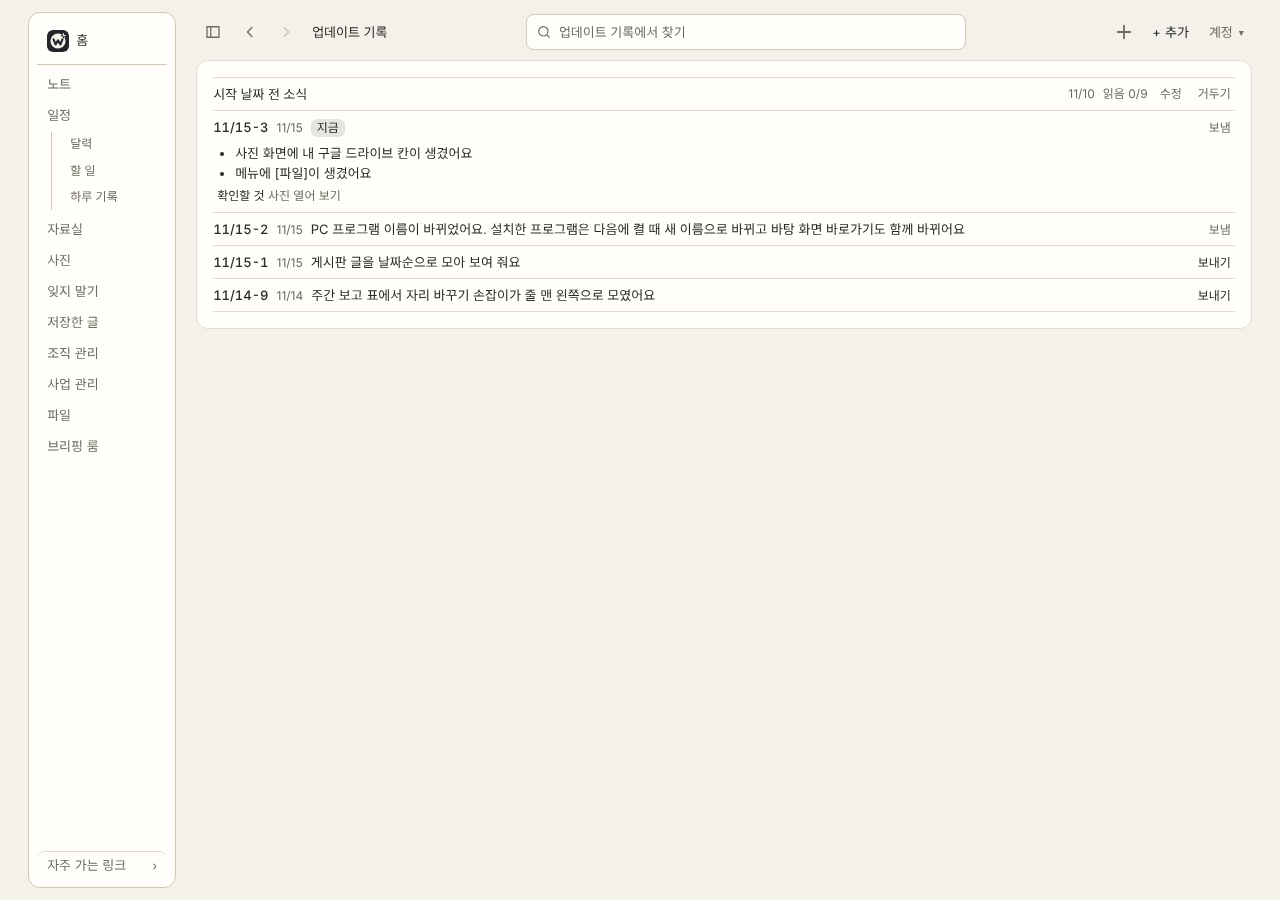 홈
노트
일정
달력
할 일
하루 기록
자료실
사진
잊지 말기
저장한 글
조직 관리
사업 관리
파일
브리핑 룸
자주 가는 링크 ›
업데이트 기록
업데이트 기록에서 찾기
+ 추가
계정 ▾
시작 날짜 전 소식 11/10 읽음 0/9 수정 거두기
11/15-3 11/15 지금 보냄
• 사진 화면에 내 구글 드라이브 칸이 생겼어요
• 메뉴에 [파일]이 생겼어요
확인할 것 사진 열어 보기
11/15-2 11/15 PC 프로그램 이름이 바뀌었어요. 설치한 프로그램은 다음에 켤 때 새 이름으로 바뀌고 바탕 화면 바로가기도 함께 바뀌어요 보냄
11/15-1 11/15 게시판 글을 날짜순으로 모아 보여 줘요 보내기
11/14-9 11/14 주간 보고 표에서 자리 바꾸기 손잡이가 줄 맨 왼쪽으로 모였어요 보내기